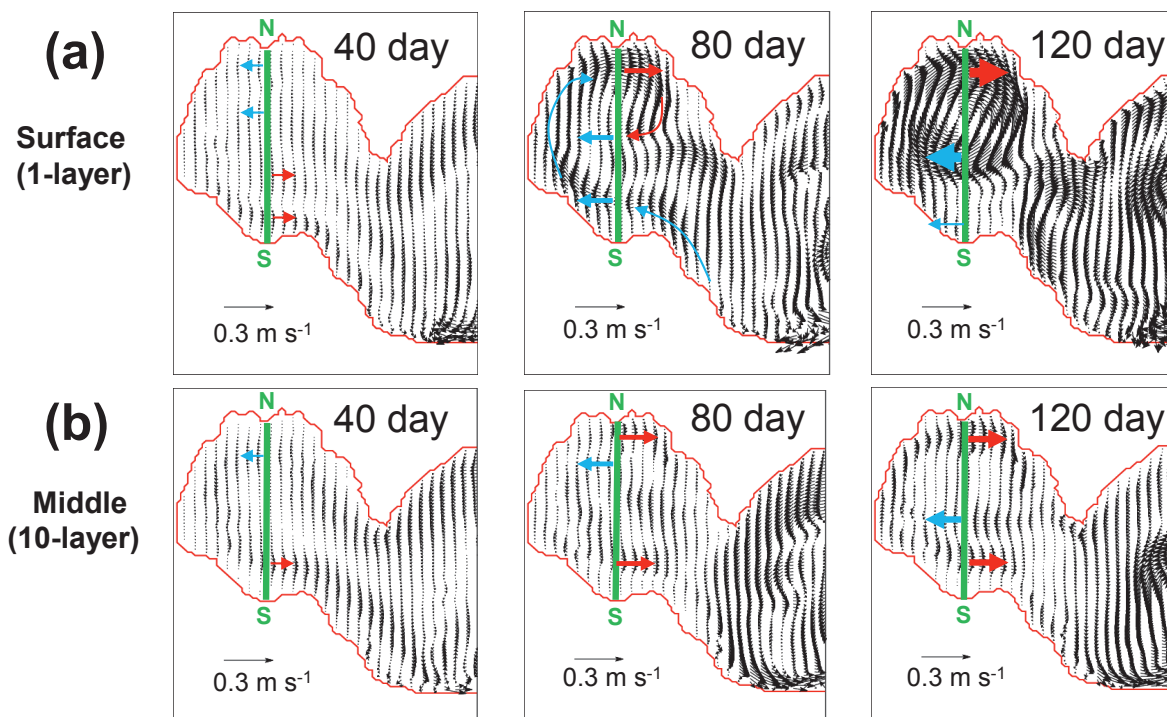 (a)
Surface
(1-layer)
N
40 day
S
0.3 m s-1
N
80 day
S
0.3 m s-1
N
120 day
S
0.3 m s-1
(b)
Middle
(10-layer)
N
40 day
S
0.3 m s-1
N
80 day
S
0.3 m s-1
N
120 day
S
0.3 m s-1